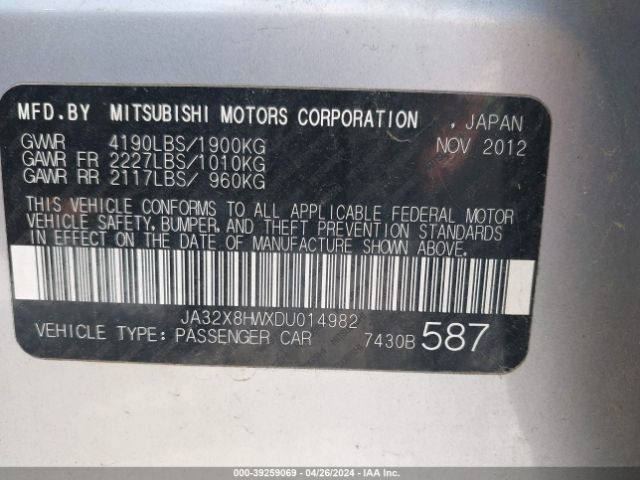 MFD.BY MITSUBISHI MOTORS CORPORATION , JAPAN
GVWR 4190LBS/1900KG NOV 2012
GAWR FR 2227LBS/1010KG
GAWR RR 2117LBS/ 960KG
THIS VEHICLE CONFORMS TO ALL APPLICABLE FEDERAL MOTOR
VEHICLE SAFETY, BUMPER, AND THEFT PREVENTION STANDARDS
IN EFFECT ON THE DATE OF MANUFACTURE SHOWN ABOVE.
JA32X8HWXDU014982
VEHICLE TYPE: PASSENGER CAR 7430B 587
000-39259069 - 04/26/2024 - IAA Inc.